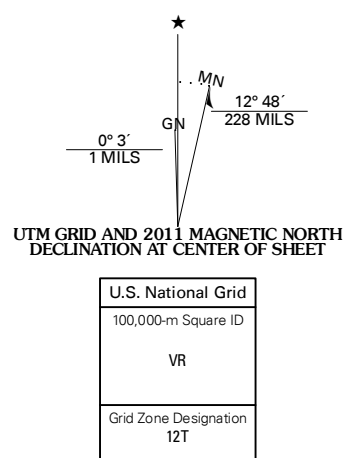 ★
MN
12° 48´
228 MILS
GN
0° 3´
1 MILS
UTM GRID AND 2011 MAGNETIC NORTH
DECLINATION AT CENTER OF SHEET
U.S. National Grid
100,000-m Square ID
VR
Grid Zone Designation
12T